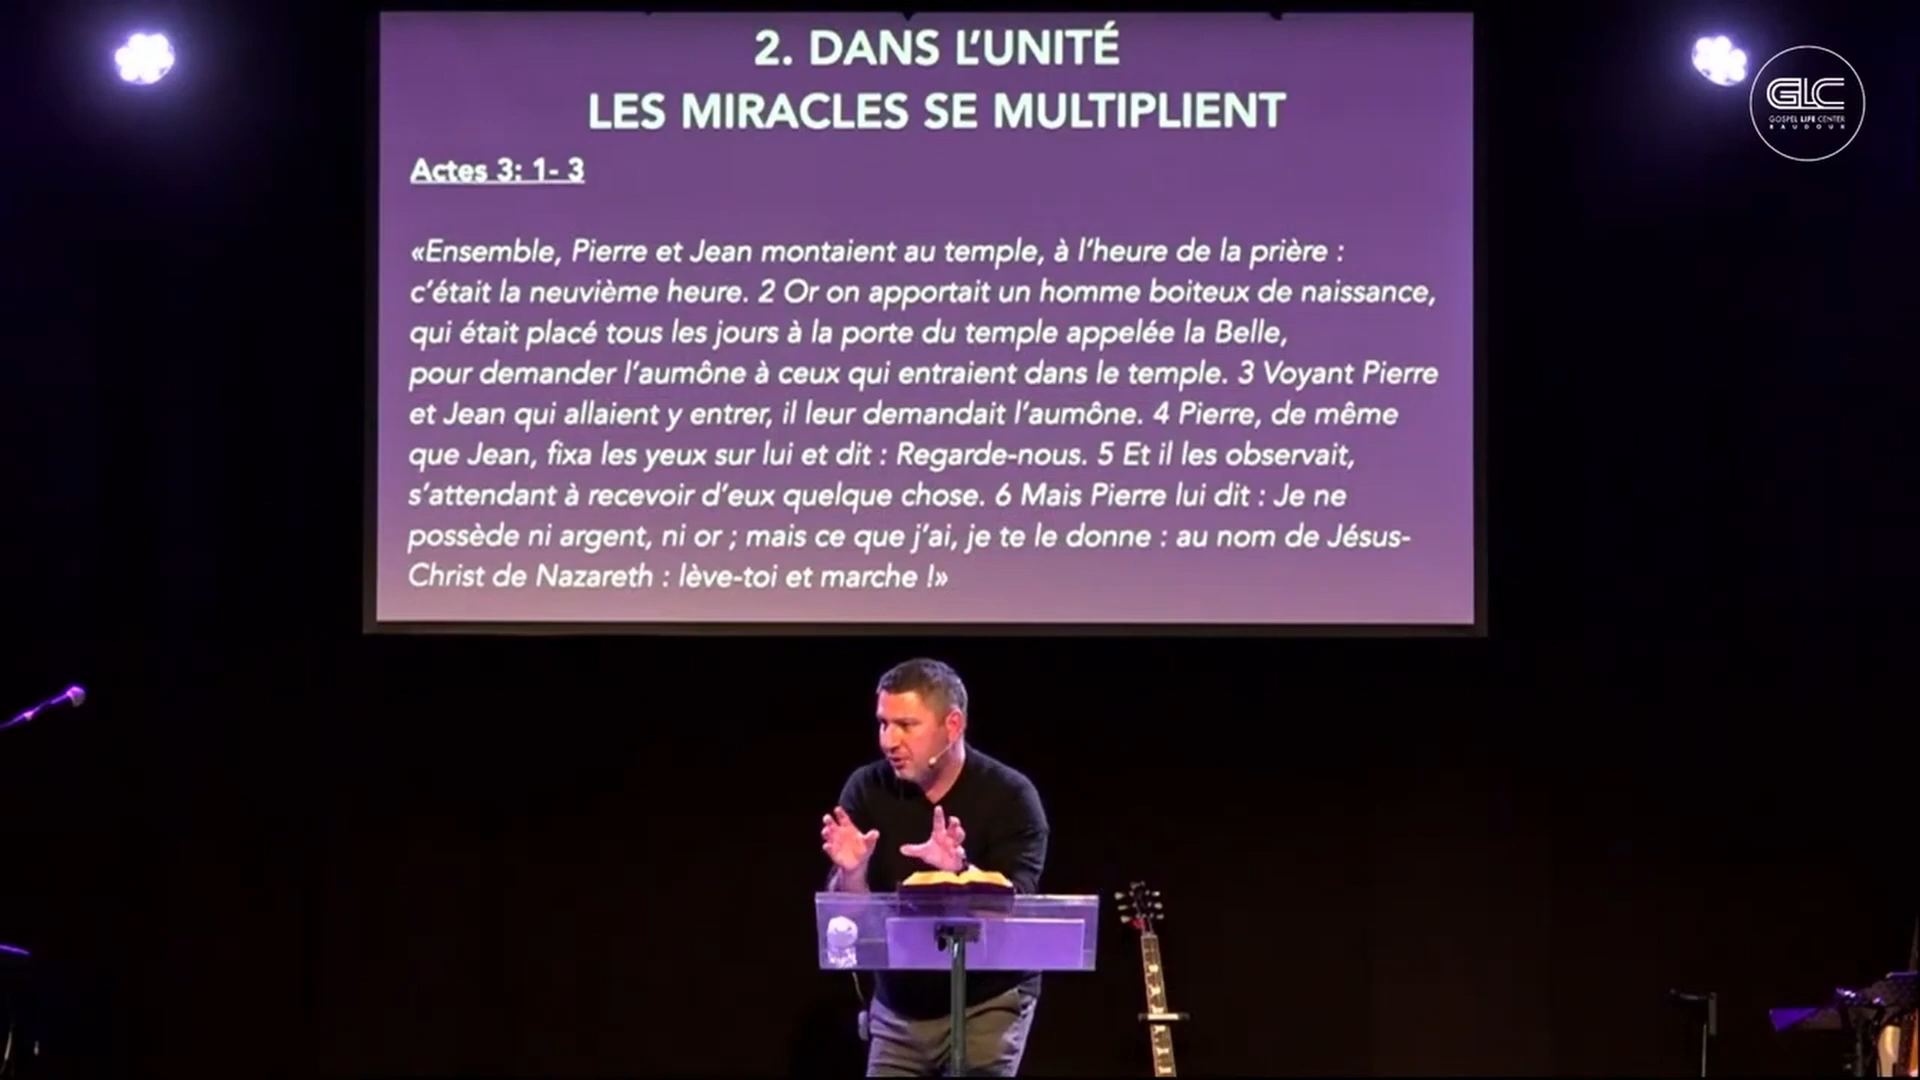 2. DANS L'UNITÉ
LES MIRACLES SE MULTIPLIENT
Actes 3: 1- 3
«Ensemble, Pierre et Jean montaient au temple, à l'heure de la prière :
c'était la neuvième heure. 2 Or on apportait un homme boiteux de naissance,
qui était placé tous les jours à la porte du temple appelée la Belle,
pour demander l'aumône à ceux qui entraient dans le temple. 3 Voyant Pierre
et Jean qui allaient y entrer, il leur demandait l'aumône. 4 Pierre, de même
que Jean, fixa les yeux sur lui et dit : Regarde-nous. 5 Et il les observait,
s'attendant à recevoir d'eux quelque chose. 6 Mais Pierre lui dit : Je ne
possède ni argent, ni or ; mais ce que j'ai, je te le donne : au nom de Jésus-
Christ de Nazareth : lève-toi et marche !»
GLC
GOSPEL LIFE CENTER
BAUDOUR